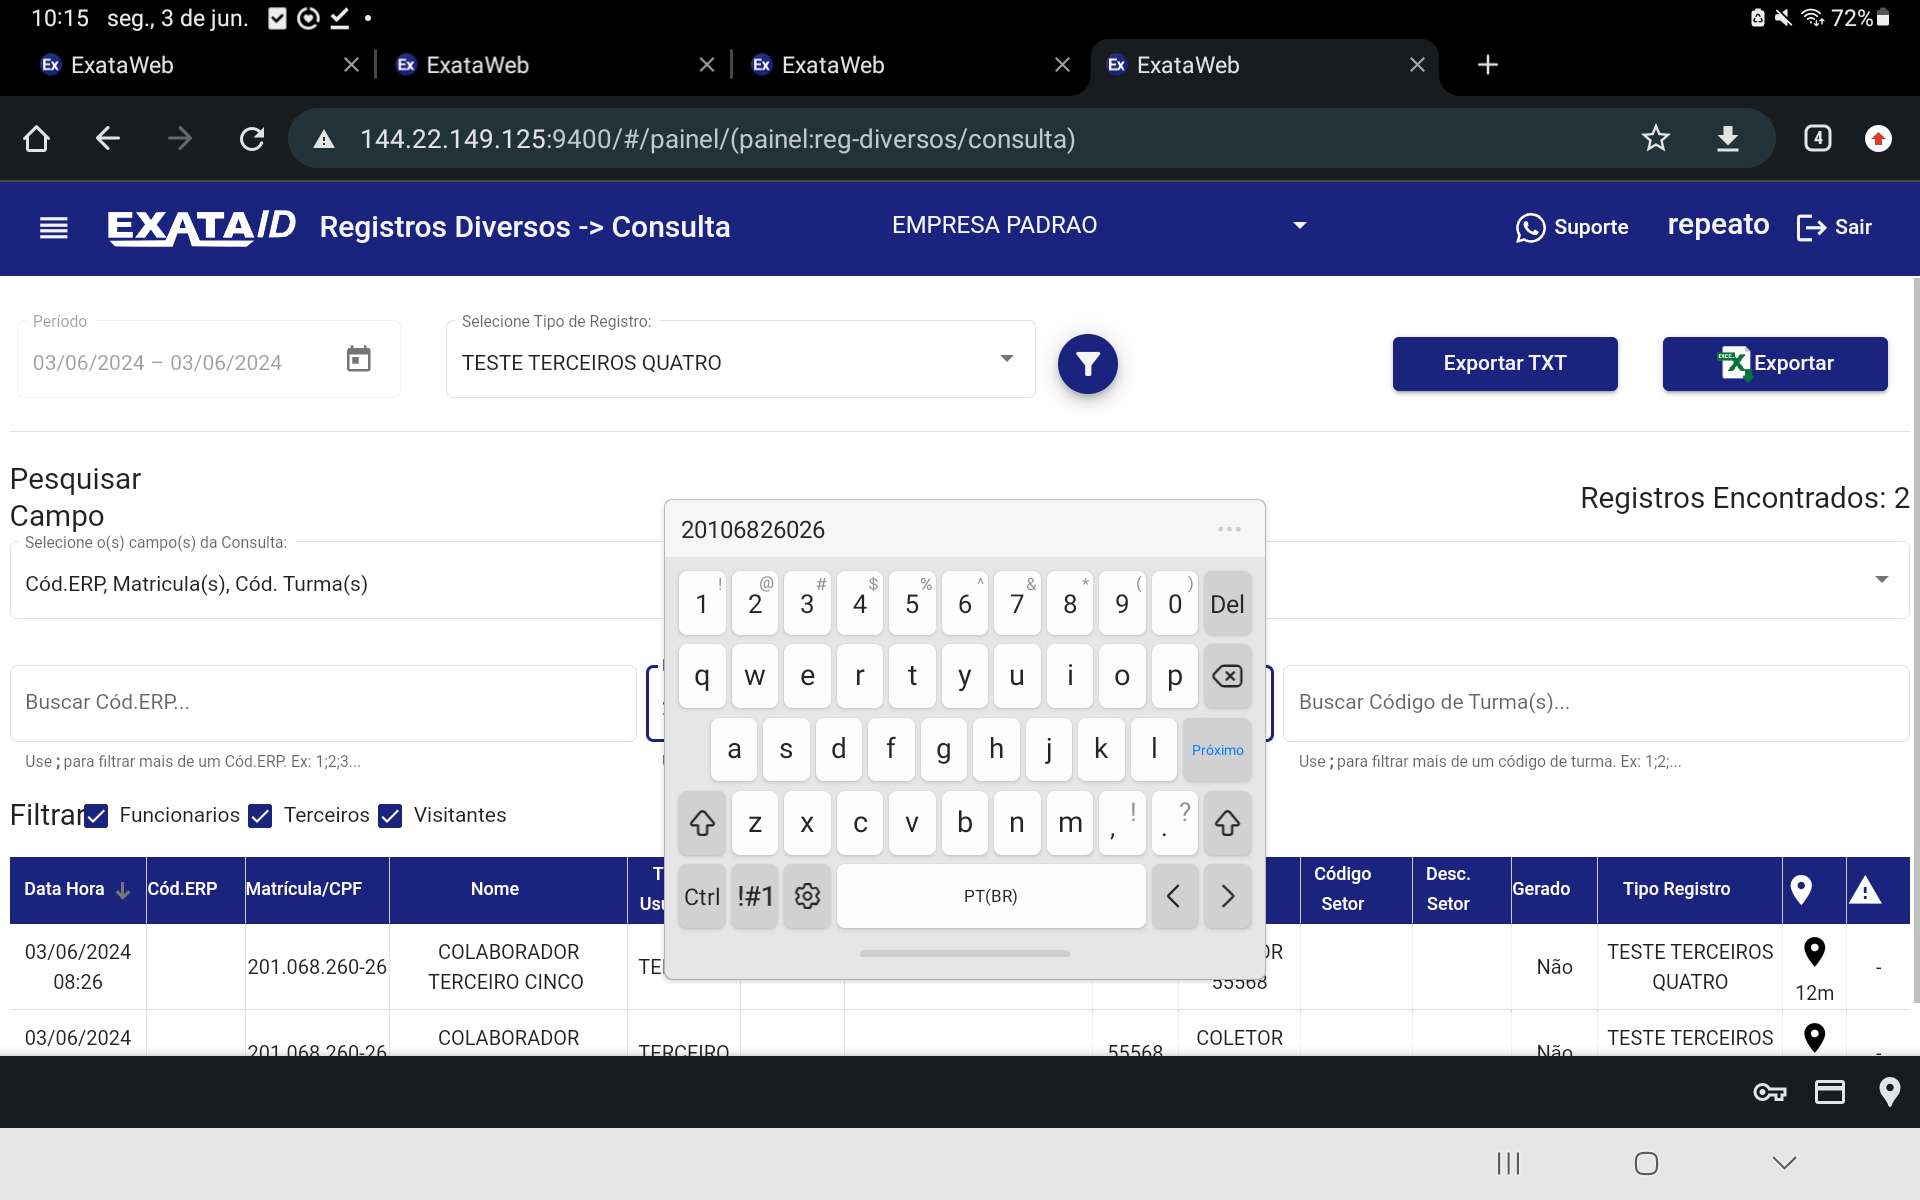 10:15 seg., 3 de jun. 72%
ExataWeb ExataWeb ExataWeb ExataWeb
144.22.149.125:9400/#/painel/(painel:reg-diversos/consulta) 4
EXATA/D Registros Diversos -> Consulta EMPRESA PADRAO Suporte repeato Sair
Período
03/06/2024 – 03/06/2024
Selecione Tipo de Registro:
TESTE TERCEIROS QUATRO
Exportar TXT Exportar
Pesquisar
Campo
Registros Encontrados: 2
Selecione o(s) campo(s) da Consulta:
Cód.ERP, Matricula(s), Cód. Turma(s)
Buscar Cód.ERP... Buscar Código de Turma(s)...
Use ; para filtrar mais de um Cód.ERP. Ex: 1;2;3... Use ; para filtrar mais de um código de turma. Ex: 1;2;...
20106826026
1 ! 2 @ 3 # 4 $ 5 % 6 ^ 7 & 8 * 9 ( 0 ) Del
q w e r t y u i o p
a s d f g h j k l Próximo
z x c v b n m , ! . ?
Ctrl !#1 PT(BR) < >
Filtrar Funcionarios Terceiros Visitantes
Data Hora Cód.ERP Matrícula/CPF Nome Código Setor Desc. Setor Gerado Tipo Registro
03/06/2024 08:26 201.068.260-26 COLABORADOR TERCEIRO CINCO 55568 Não TESTE TERCEIROS QUATRO 12m -
03/06/2024 201.068.260-26 COLABORADOR TERCEIRO 55568 COLETOR Não TESTE TERCEIROS -